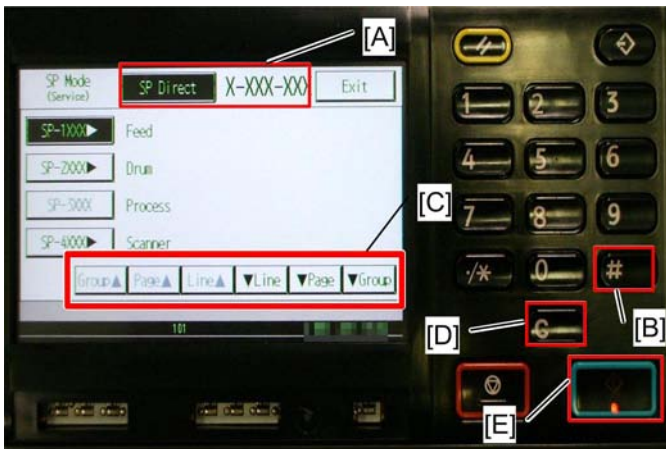 [A]
SP Mode
(Service)
SP Direct X-XXX-XXX Exit
SP-1XXX▶ Feed
SP-2XXX▶ Drum
SP-3XXX Process
SP-4XXX▶ Scanner
[C]
Group▲ Page▲ Line▲ ▼Line ▼Page ▼Group
101
1 2 3
4 5 6
7 8 9
·/* 0 #
[B]
[D]
C
[E]